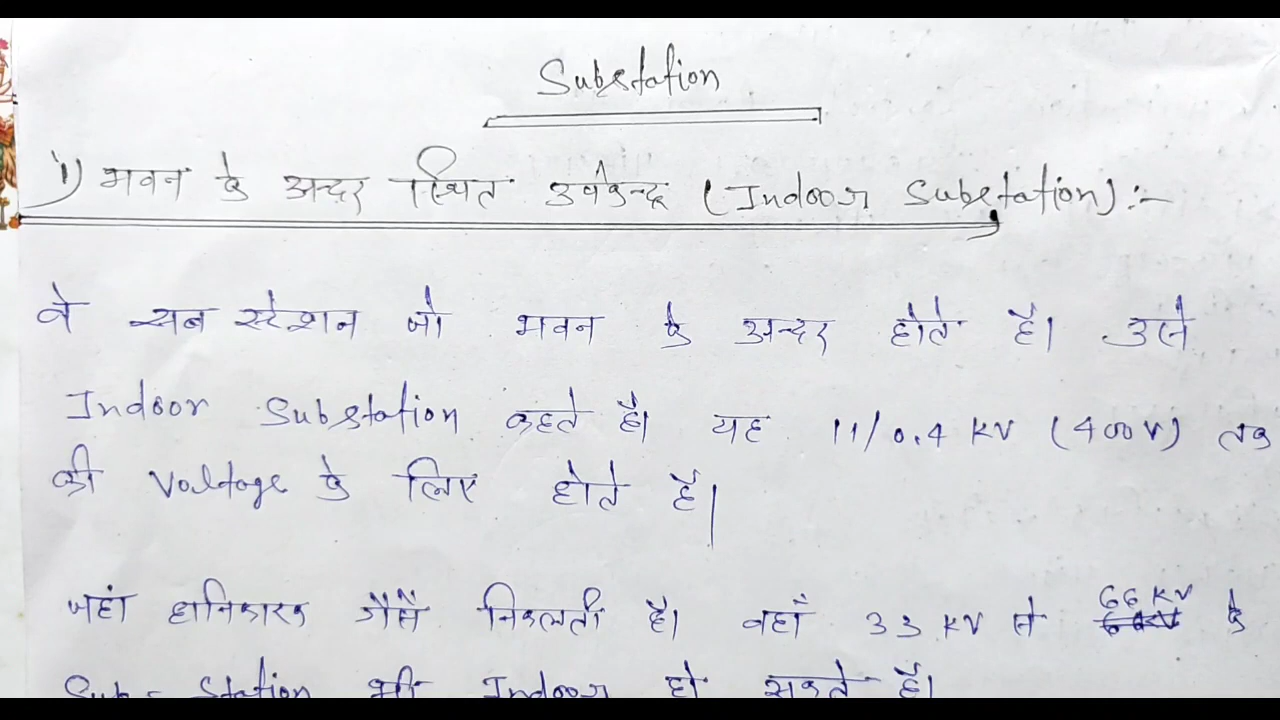 Substation
1) भवन के अन्दर स्थित उपकेन्द्र (Indoor Substation) :-
वे सब स्टेशन जो भवन के अन्दर होते है। उसे
Indoor Substation कहते है। यह 11/0.4 KV (400V) तक
की Voltage के लिए होते है।
जहां हानिकारक गैसें निकलती है। वहाँ 33 KV से 66 KV के
Sub-Station भी Indoor हो सकते है।